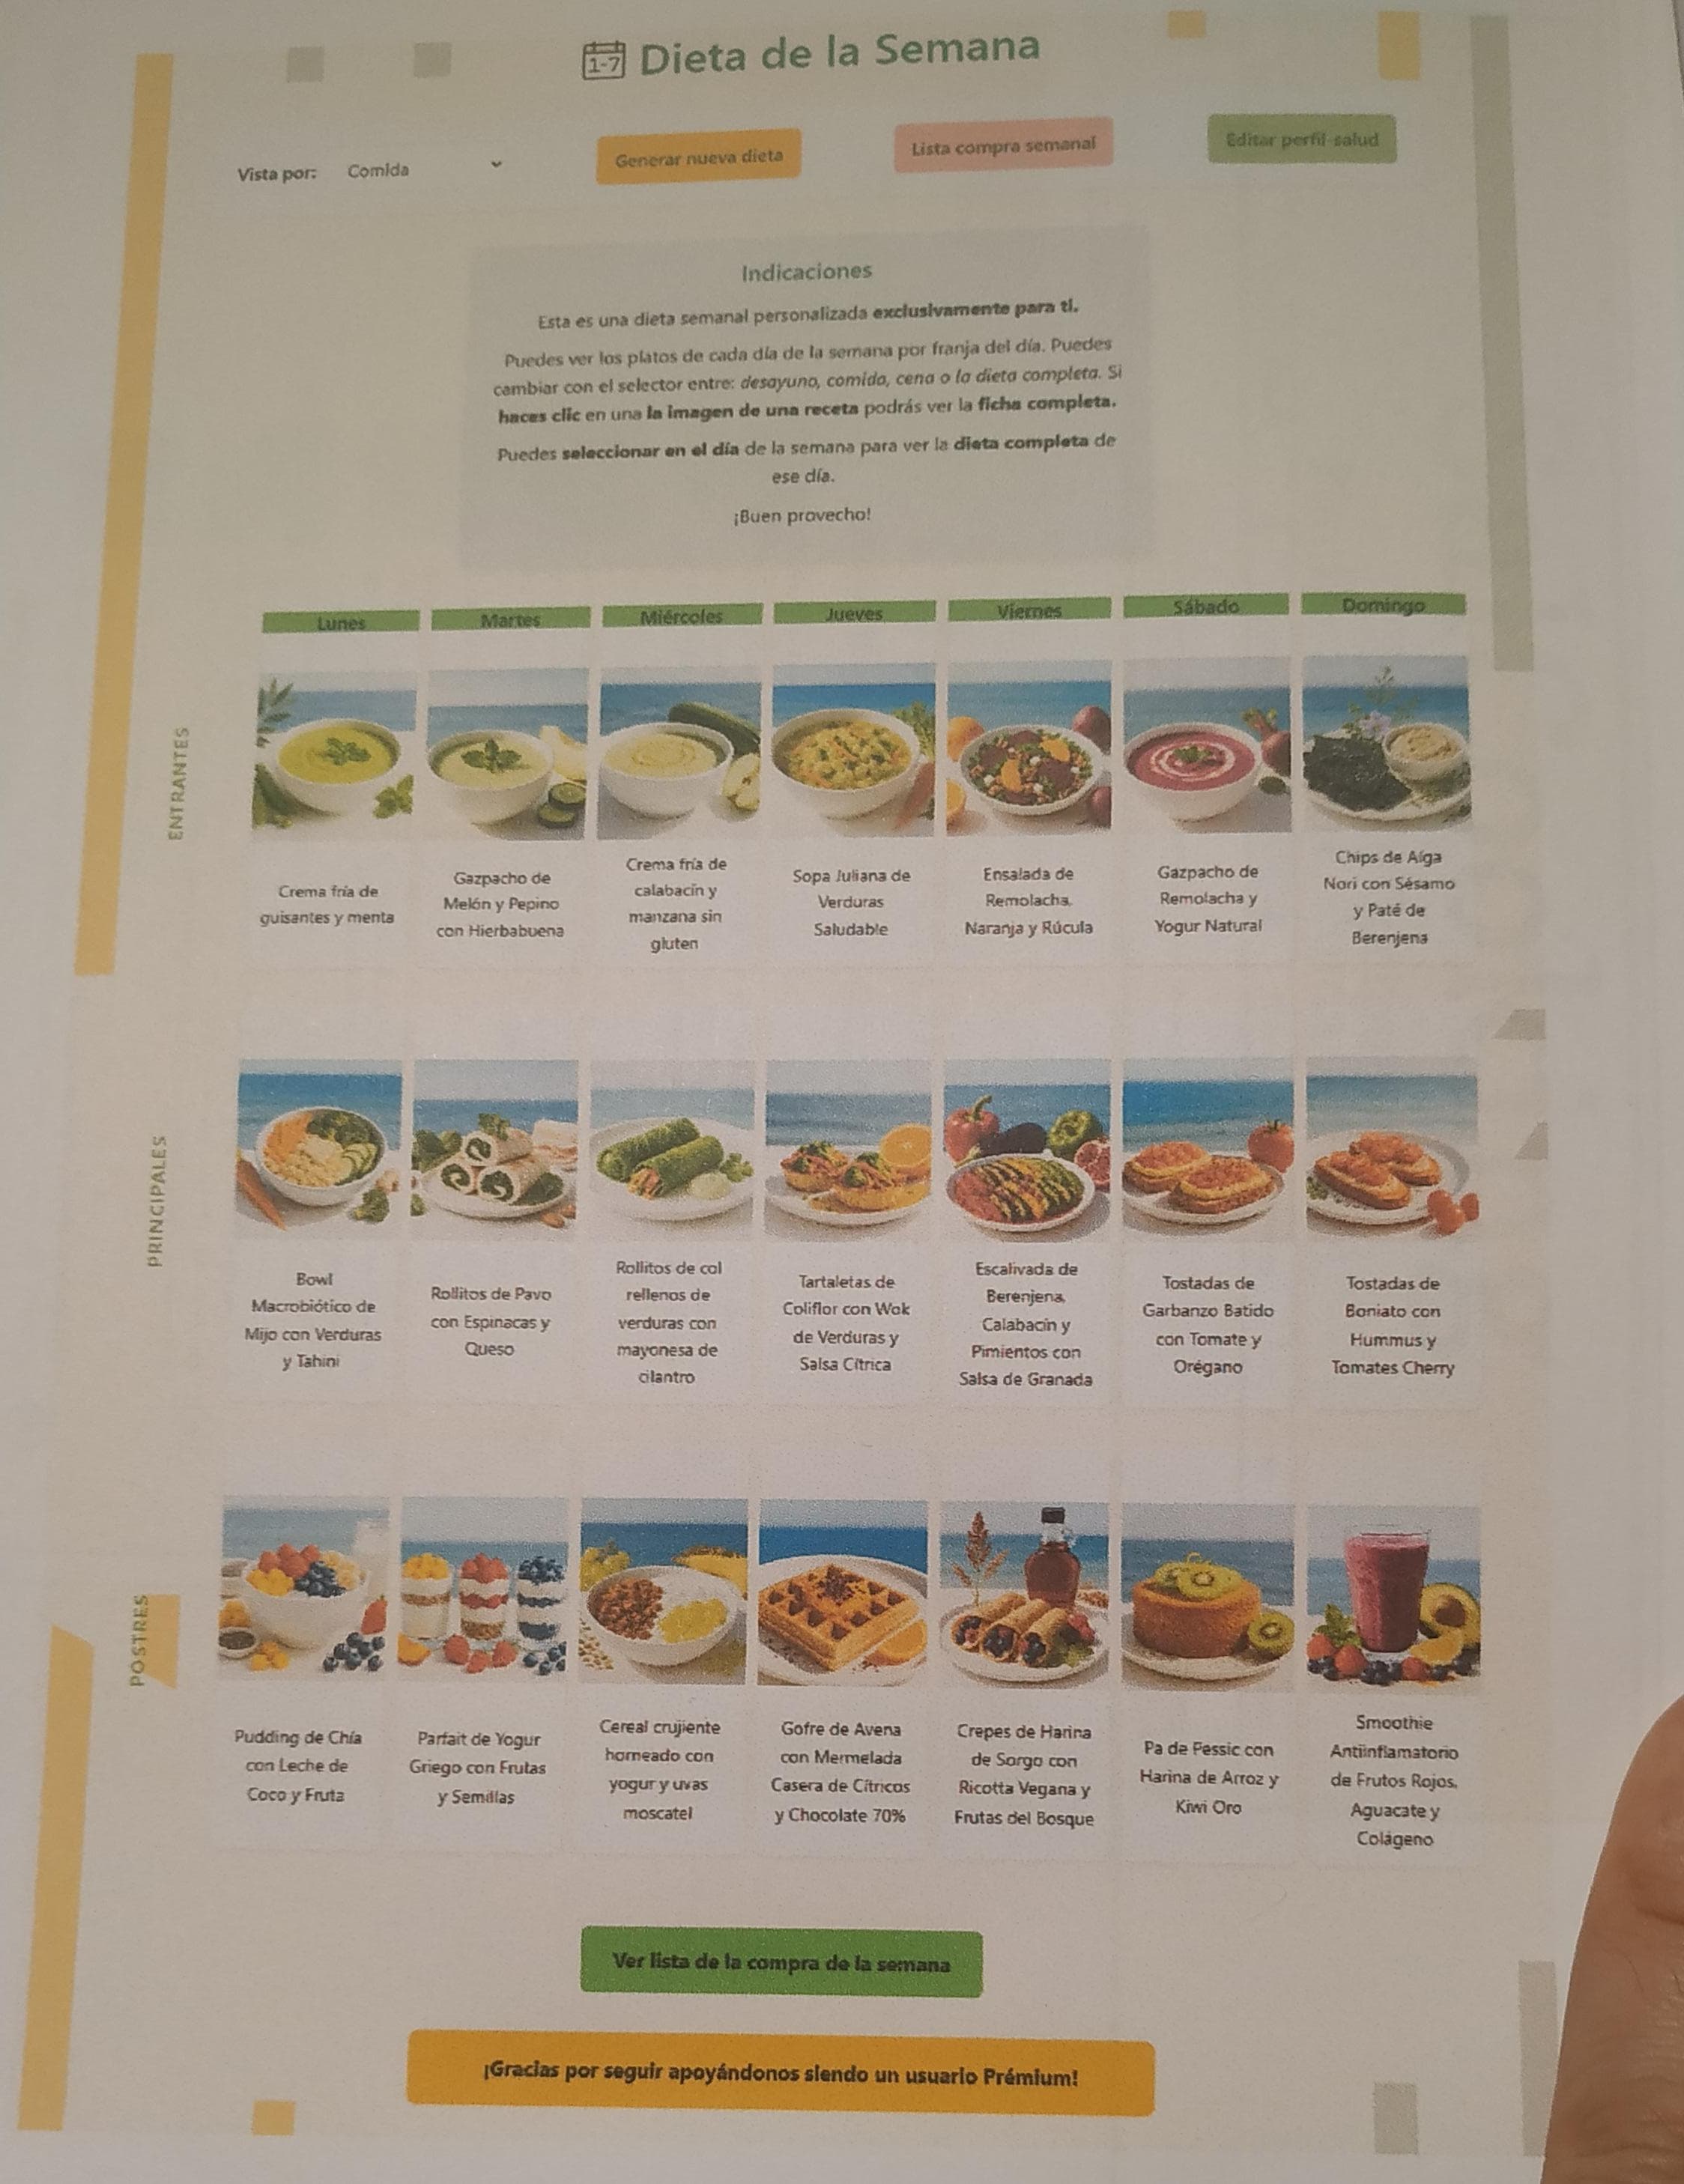 1-7 Dieta de la Semana
Vista por: Comida
Generar nueva dieta
Lista compra semanal
Editar perfil-salud
Indicaciones
Esta es una dieta semanal personalizada exclusivamente para ti.
Puedes ver los platos de cada día de la semana por franja del día. Puedes
cambiar con el selector entre: desayuno, comida, cena o la dieta completa. Si
haces clic en una la imagen de una receta podrás ver la ficha completa.
Puedes seleccionar en el día de la semana para ver la dieta completa de
ese día.
¡Buen provecho!
Lunes Martes Miércoles Jueves Viernes Sábado Domingo
ENTRANTES
Crema fría de
guisantes y menta
Gazpacho de
Melón y Pepino
con Hierbabuena
Crema fría de
calabacín y
manzana sin
gluten
Sopa Juliana de
Verduras
Saludable
Ensalada de
Remolacha,
Naranja y Rúcula
Gazpacho de
Remolacha y
Yogur Natural
Chips de Alga
Nori con Sésamo
y Paté de
Berenjena
PRINCIPALES
Bowl
Macrobiótico de
Mijo con Verduras
y Tahini
Rollitos de Pavo
con Espinacas y
Queso
Rollitos de col
rellenos de
verduras con
mayonesa de
cilantro
Tartaletas de
Coliflor con Wok
de Verduras y
Salsa Cítrica
Escalivada de
Berenjena,
Calabacín y
Pimientos con
Salsa de Granada
Tostadas de
Garbanzo Batido
con Tomate y
Orégano
Tostadas de
Boniato con
Hummus y
Tomates Cherry
POSTRES
Pudding de Chía
con Leche de
Coco y Fruta
Parfait de Yogur
Griego con Frutas
y Semillas
Cereal crujiente
horneado con
yogur y uvas
moscatel
Gofre de Avena
con Mermelada
Casera de Cítricos
y Chocolate 70%
Crepes de Harina
de Sorgo con
Ricotta Vegana y
Frutas del Bosque
Pa de Pessic con
Harina de Arroz y
Kiwi Oro
Smoothie
Antiinflamatorio
de Frutos Rojos,
Aguacate y
Colágeno
Ver lista de la compra de la semana
¡Gracias por seguir apoyándonos siendo un usuario Prémium!